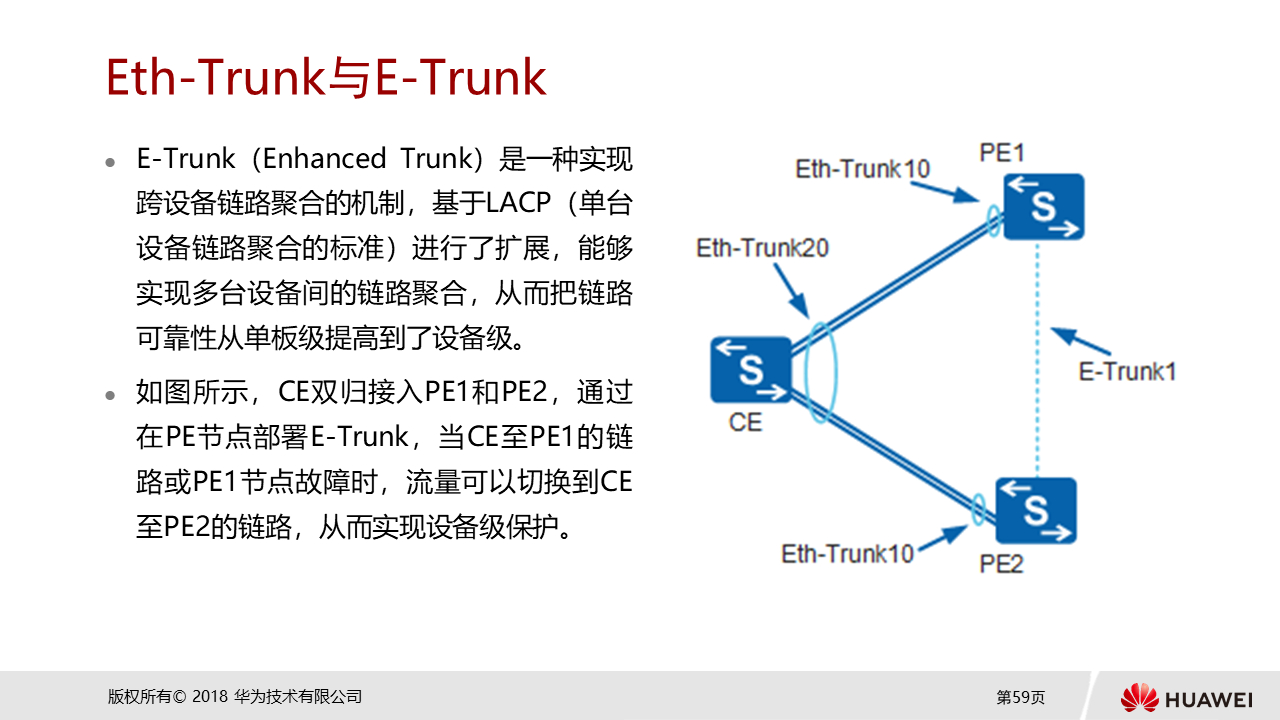 Eth-Trunk与E-Trunk
E-Trunk（Enhanced Trunk）是一种实现
跨设备链路聚合的机制，基于LACP（单台
设备链路聚合的标准）进行了扩展，能够
实现多台设备间的链路聚合，从而把链路
可靠性从单板级提高到了设备级。
如图所示，CE双归接入PE1和PE2，通过
在PE节点部署E-Trunk，当CE至PE1的链
路或PE1节点故障时，流量可以切换到CE
至PE2的链路，从而实现设备级保护。
PE1
Eth-Trunk10
S
Eth-Trunk20
S
CE
E-Trunk1
S
Eth-Trunk10
PE2
版权所有© 2018 华为技术有限公司
第59页
HUAWEI